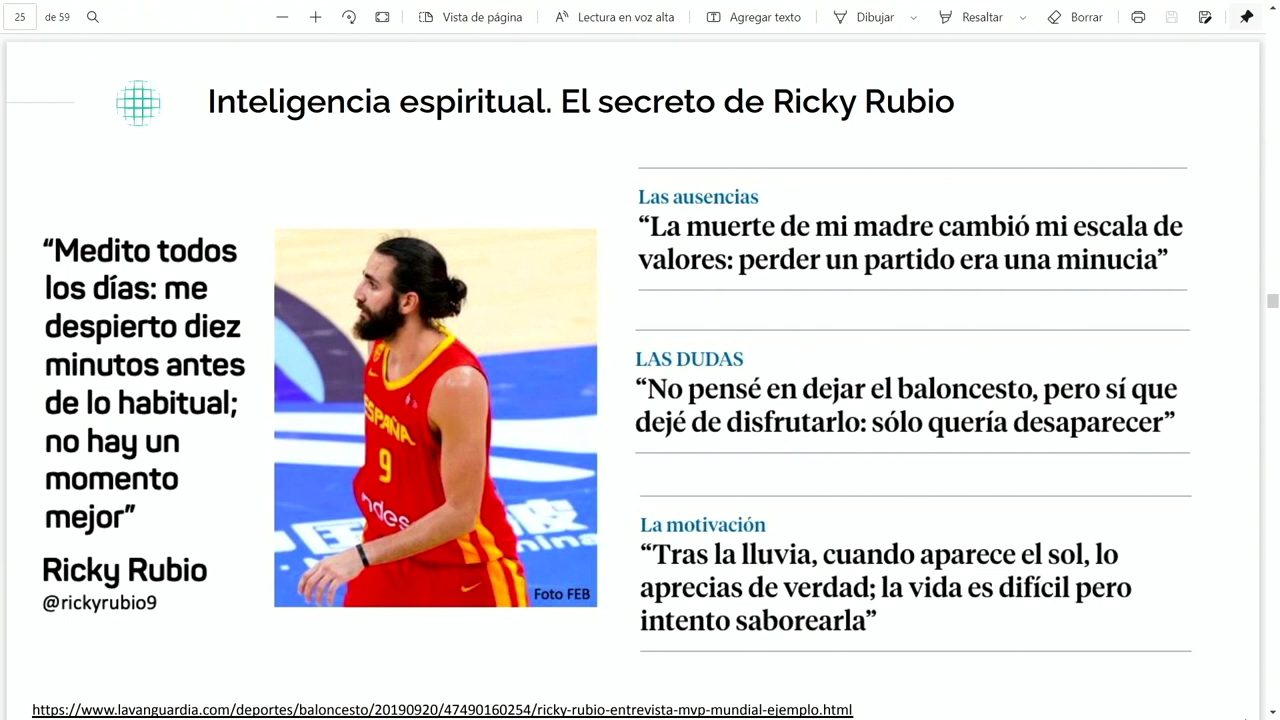 25 de 59 Vista de página Lectura en voz alta Agregar texto Dibujar Resaltar Borrar
Inteligencia espiritual. El secreto de Ricky Rubio
“Medito todos
los días: me
despierto diez
minutos antes
de lo habitual;
no hay un
momento
mejor”
Ricky Rubio
@rickyrubio9
ESPAÑA
9
ndes
中国
china
Foto FEB
Las ausencias
“La muerte de mi madre cambió mi escala de
valores: perder un partido era una minucia”
LAS DUDAS
“No pensé en dejar el baloncesto, pero sí que
dejé de disfrutarlo: sólo quería desaparecer”
La motivación
“Tras la lluvia, cuando aparece el sol, lo
aprecias de verdad; la vida es difícil pero
intento saborearla”
https://www.lavanguardia.com/deportes/baloncesto/20190920/47490160254/ricky-rubio-entrevista-mvp-mundial-ejemplo.html